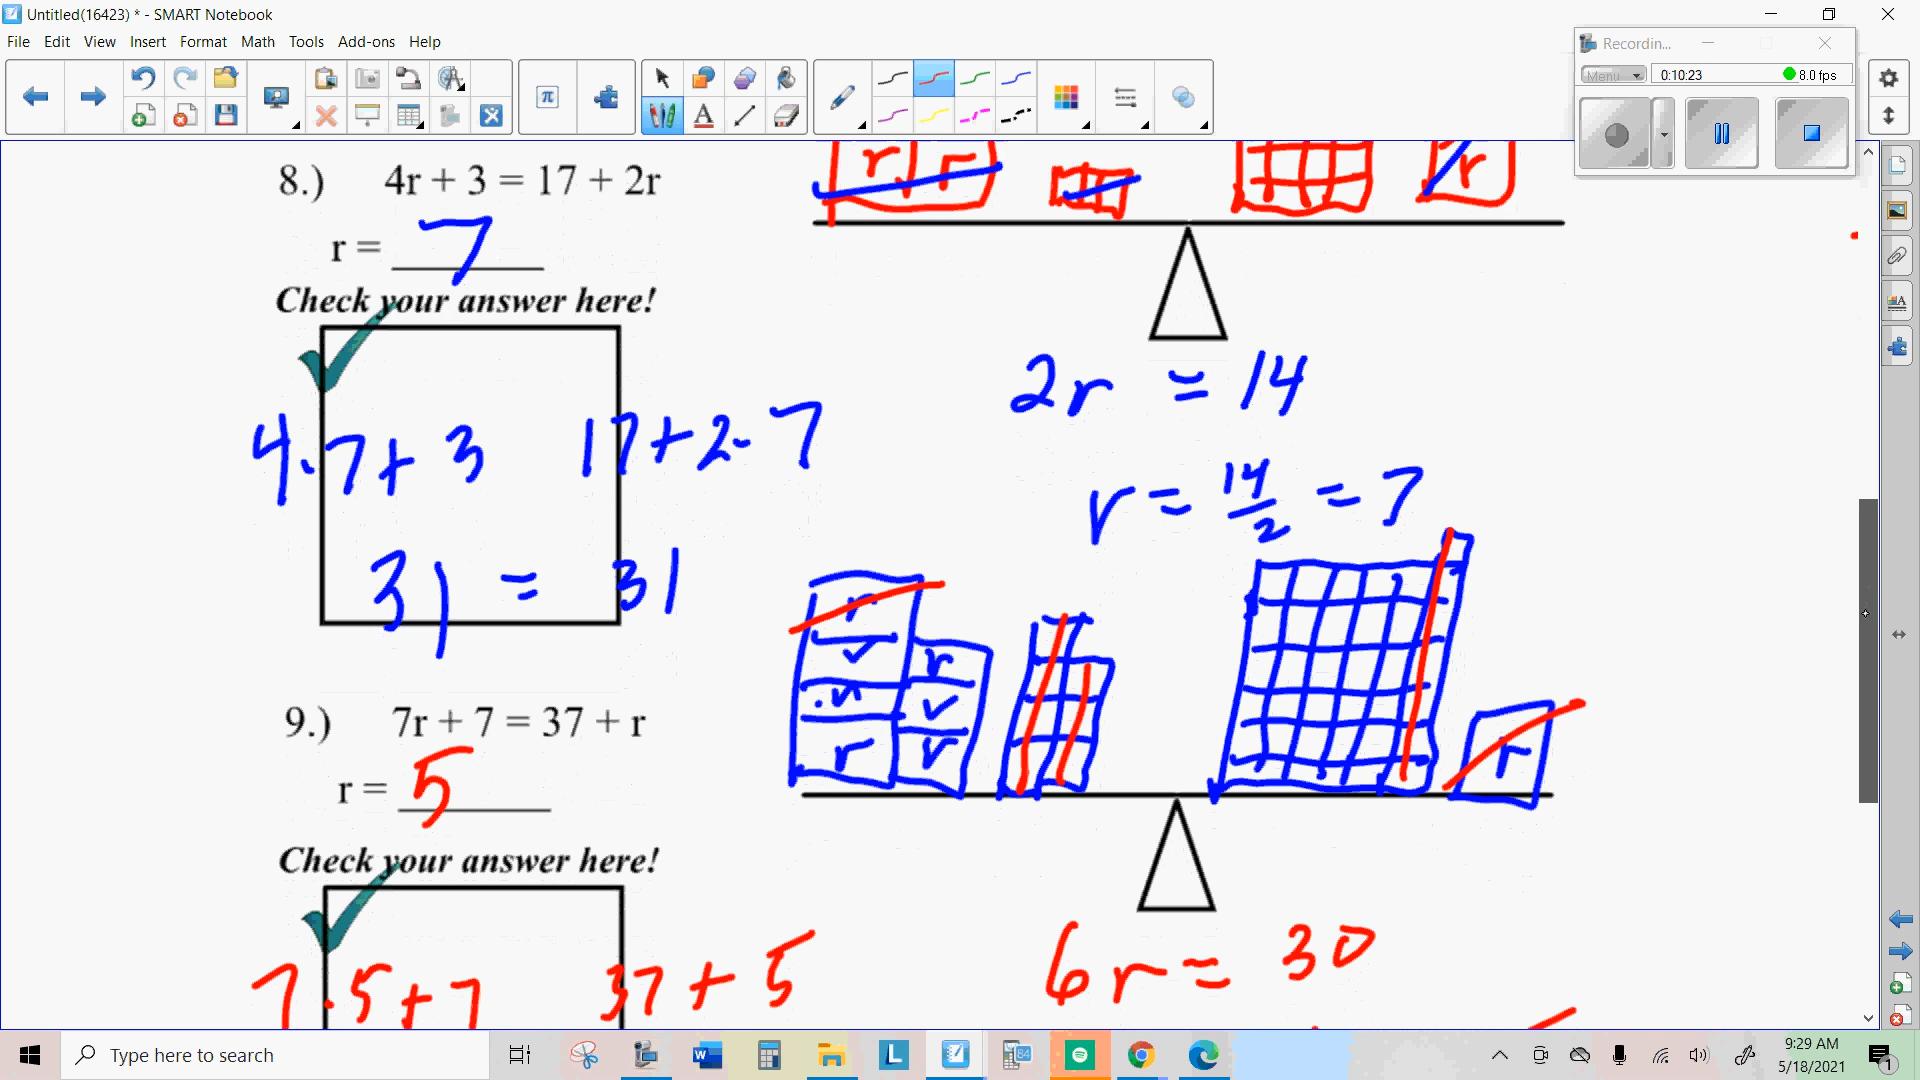 Untitled(16423) * - SMART Notebook
File Edit View Insert Format Math Tools Add-ons Help
Recordin...
Menu 0:10:23 8.0 fps
π
A
8.) 4r + 3 = 17 + 2r
r r r
r = 7
Check your answer here!
2r = 14
4·7+ 3 17+2·7
r = 14/2 = 7
31 = 31
r
r
r r
r r
9.) 7r + 7 = 37 + r
r = 5
Check your answer here!
6r = 30
7·5+7 37 + 5
Type here to search
W
L
84
9:29 AM
5/18/2021
1